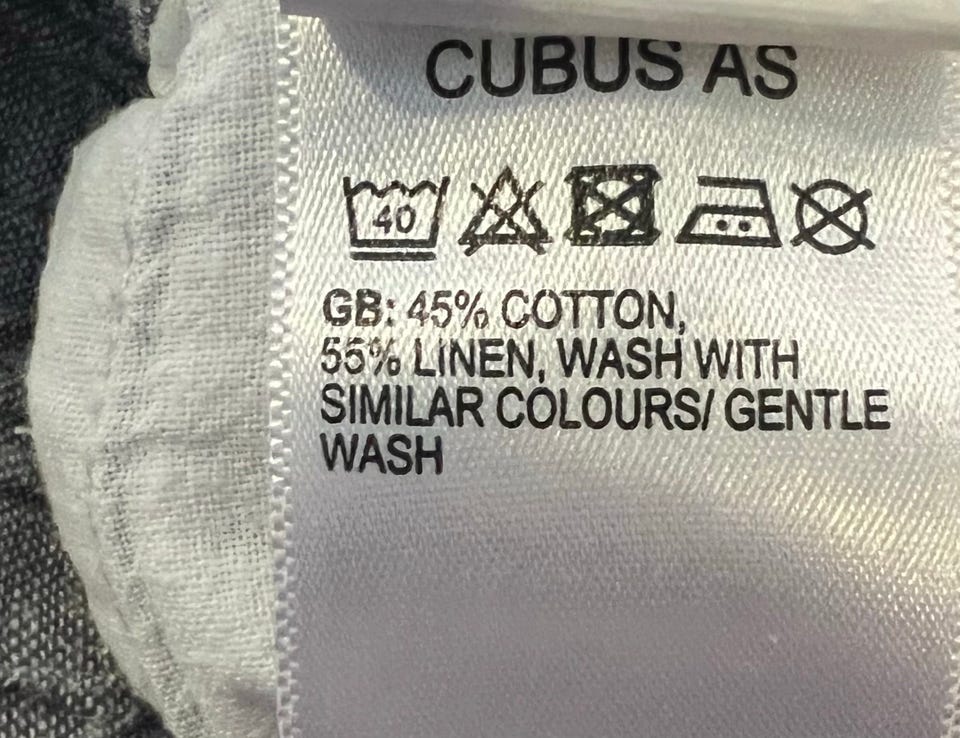 CUBUS AS
40
GB: 45% COTTON,
55% LINEN, WASH WITH
SIMILAR COLOURS/ GENTLE
WASH